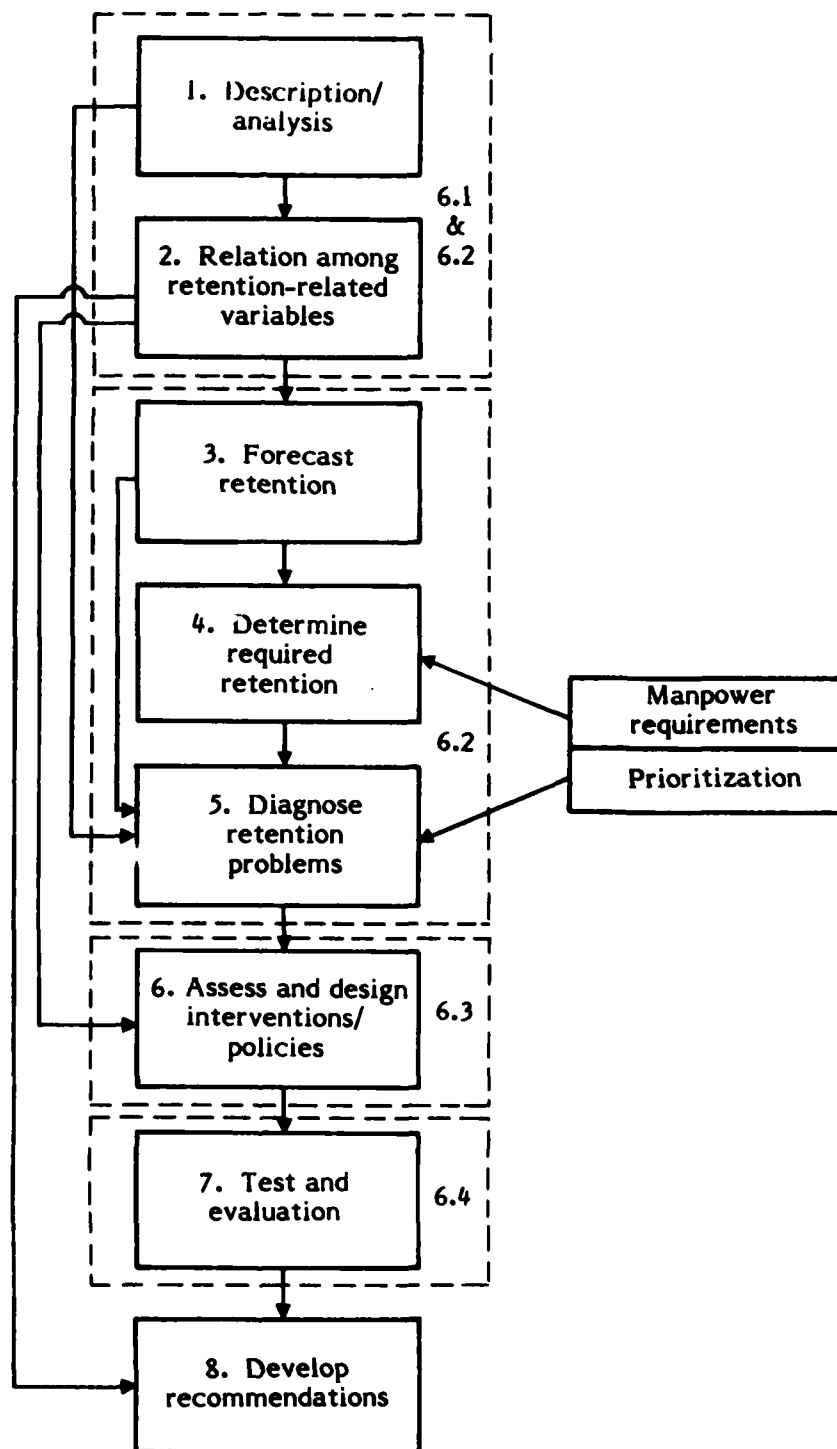 1. Description/
analysis
6.1
&
6.2
2. Relation among
retention-related
variables
3. Forecast
retention
4. Determine
required
retention
Manpower
requirements
6.2
Prioritization
5. Diagnose
retention
problems
6. Assess and design
interventions/
policies
6.3
7. Test and
evaluation
6.4
8. Develop
recommendations